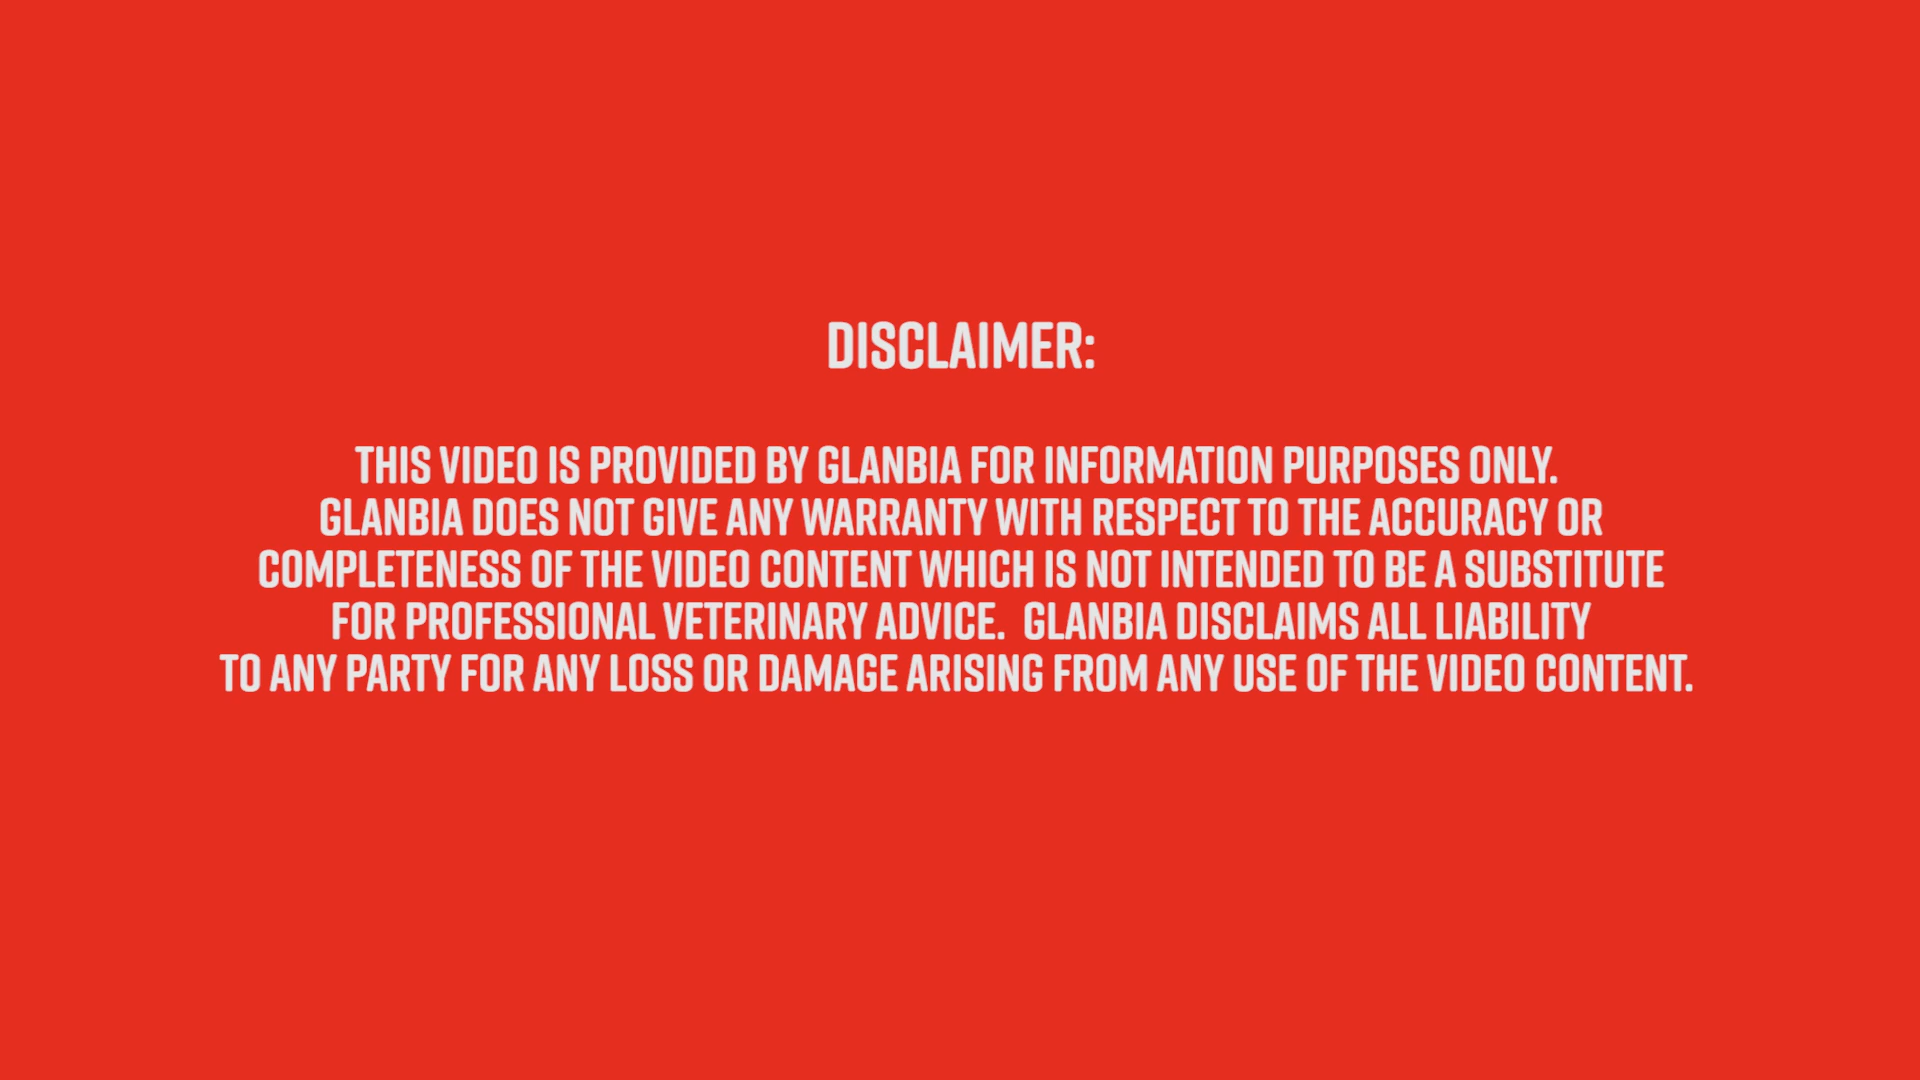 DISCLAIMER:
THIS VIDEO IS PROVIDED BY GLANBIA FOR INFORMATION PURPOSES ONLY.
GLANBIA DOES NOT GIVE ANY WARRANTY WITH RESPECT TO THE ACCURACY OR
COMPLETENESS OF THE VIDEO CONTENT WHICH IS NOT INTENDED TO BE A SUBSTITUTE
FOR PROFESSIONAL VETERINARY ADVICE. GLANBIA DISCLAIMS ALL LIABILITY
TO ANY PARTY FOR ANY LOSS OR DAMAGE ARISING FROM ANY USE OF THE VIDEO CONTENT.